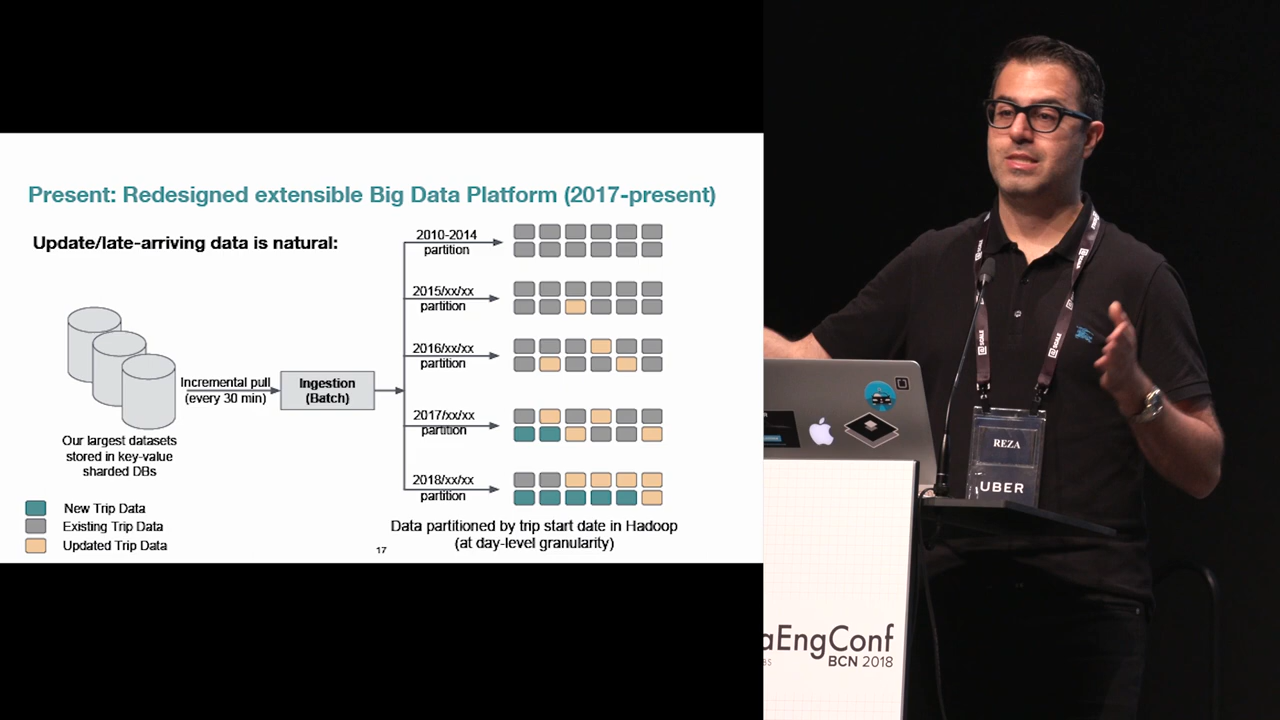 Present: Redesigned extensible Big Data Platform (2017-present)
Update/late-arriving data is natural:
2010-2014
partition
2015/xx/xx
partition
2016/xx/xx
partition
2017/xx/xx
partition
2018/xx/xx
partition
Incremental pull
(every 30 min)
Ingestion
(Batch)
Our largest datasets
stored in key-value
sharded DBs
New Trip Data
Existing Trip Data
Updated Trip Data
Data partitioned by trip start date in Hadoop
(at day-level granularity)
17
REZA
UBER
aEngConf
BCN 2018